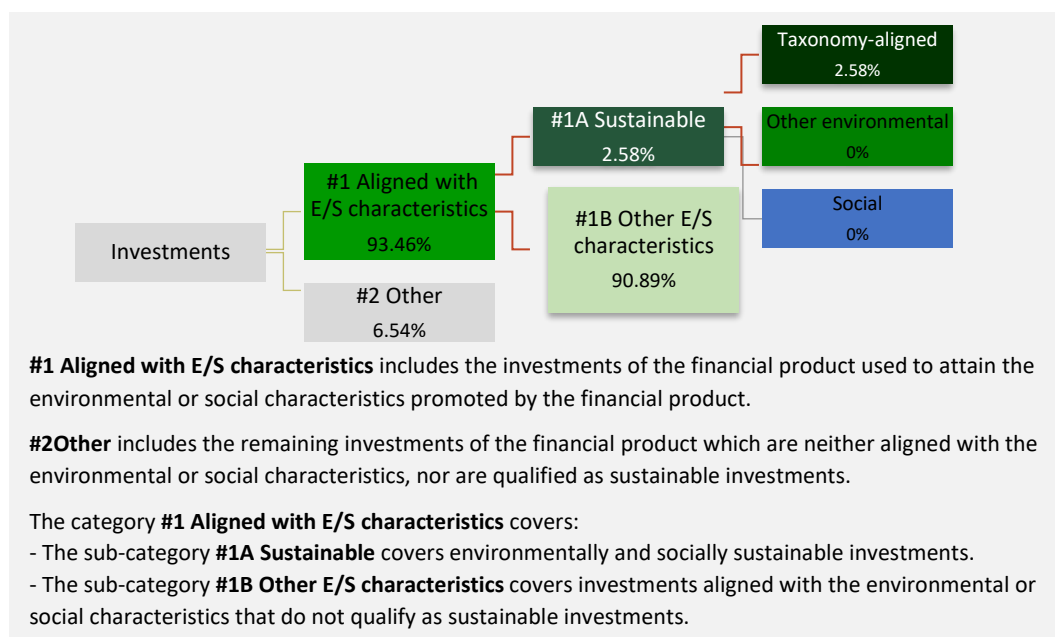 Investments
#1 Aligned with
E/S characteristics
93.46%
#2 Other
6.54%
#1A Sustainable
2.58%
#1B Other E/S
characteristics
90.89%
Taxonomy-aligned
2.58%
Other environmental
0%
Social
0%
#1 Aligned with E/S characteristics includes the investments of the financial product used to attain the
environmental or social characteristics promoted by the financial product.
#2Other includes the remaining investments of the financial product which are neither aligned with the
environmental or social characteristics, nor are qualified as sustainable investments.
The category #1 Aligned with E/S characteristics covers:
- The sub-category #1A Sustainable covers environmentally and socially sustainable investments.
- The sub-category #1B Other E/S characteristics covers investments aligned with the environmental or
social characteristics that do not qualify as sustainable investments.